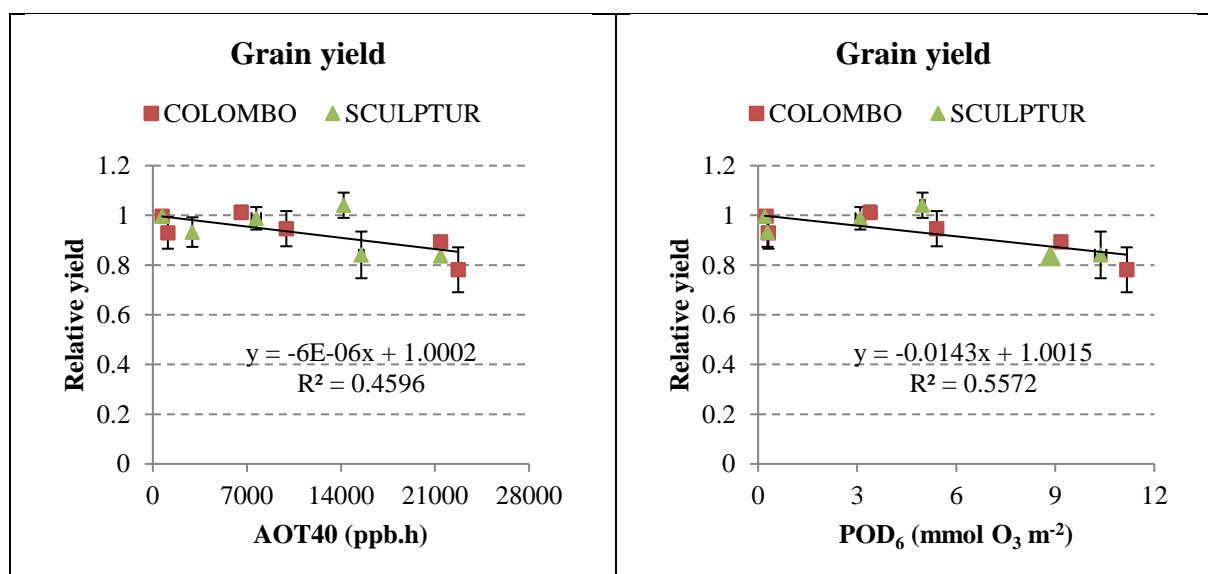 Grain yield
COLOMBO SCULPTUR
1.2
1
0.8
0.6
0.4
0.2
0
Relative yield
y = -6E-06x + 1.0002
R² = 0.4596
0 7000 14000 21000 28000
AOT40 (ppb.h)
Grain yield
COLOMBO SCULPTUR
1.2
1
0.8
0.6
0.4
0.2
0
Relative yield
y = -0.0143x + 1.0015
R² = 0.5572
0 3 6 9 12
POD₆ (mmol O₃ m⁻²)